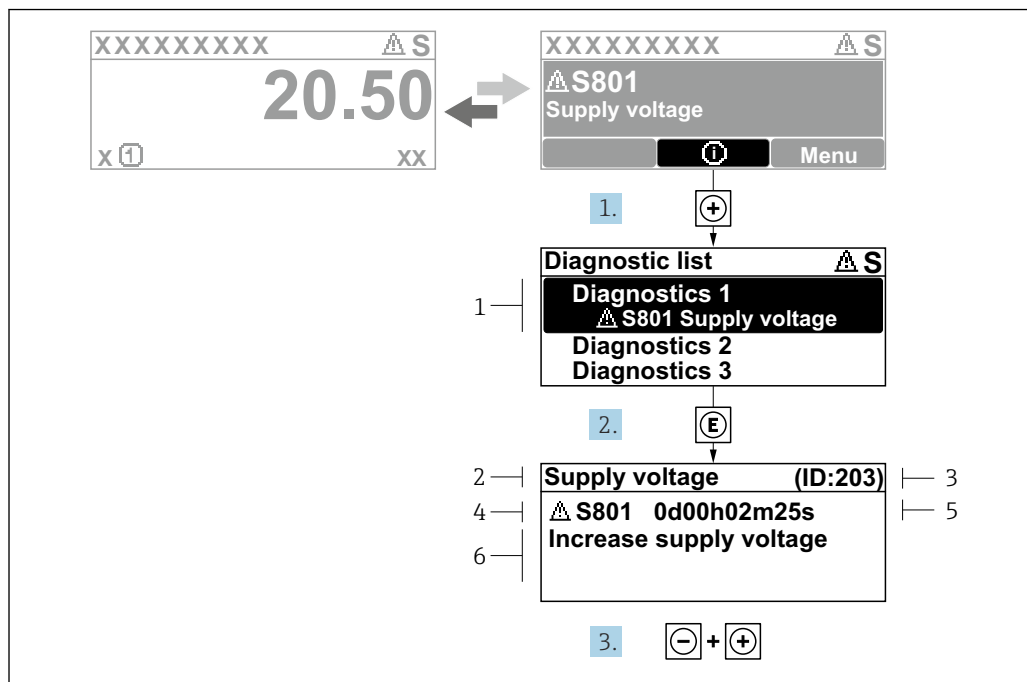 XXXXXXXXX ⚠ S
20.50
X ① XX
XXXXXXXXX ⚠ S
⚠ S801
Supply voltage
ⓘ Menu
1. +
Diagnostic list ⚠ S
1
Diagnostics 1
⚠ S801 Supply voltage
Diagnostics 2
Diagnostics 3
2. E
2 Supply voltage (ID:203) 3
4 ⚠ S801 0d00h02m25s 5
6 Increase supply voltage
3. − + +